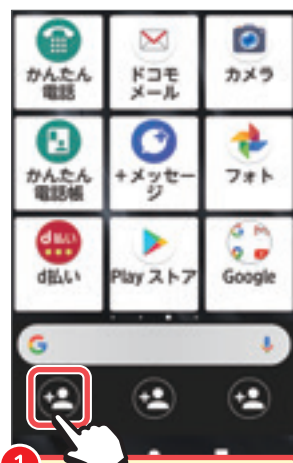 かんたん
電話
ドコモ
メール
カメラ
かんたん
電話帳
+メッセー
ジ
フォト
d払い
d払い
Play ストア
Google
1